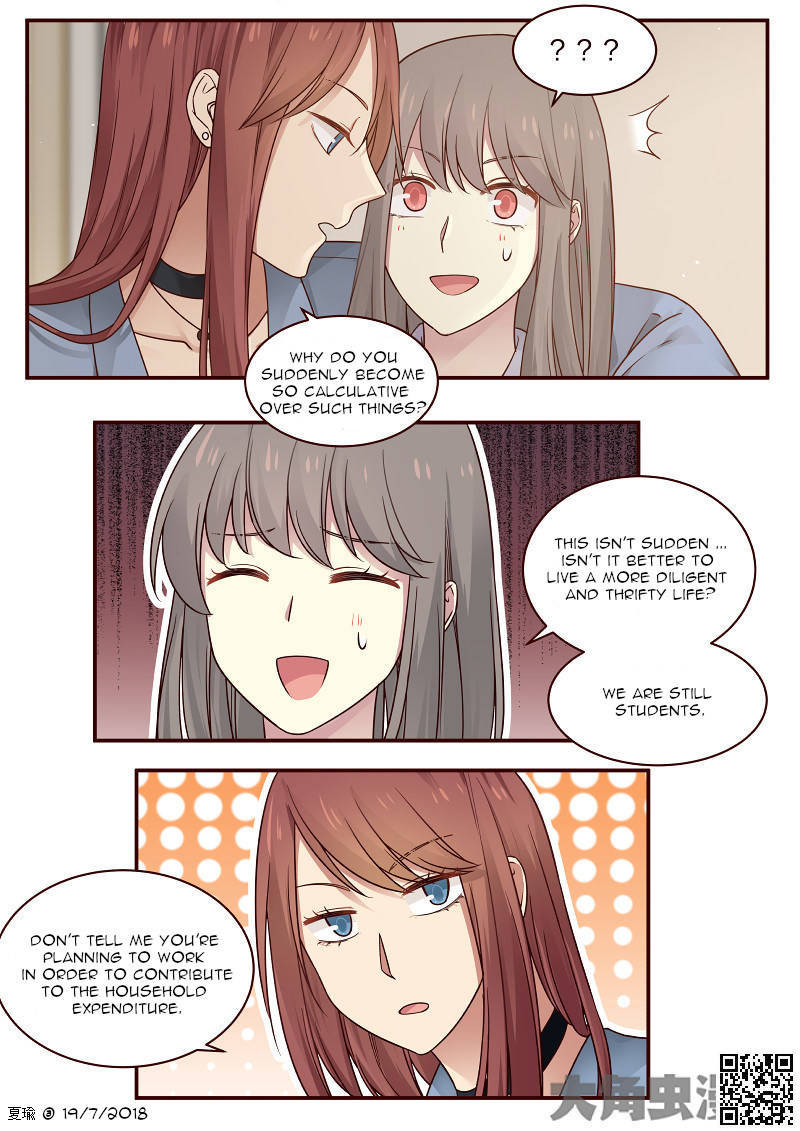 ? ? ?
WHY DO YOU
SUDDENLY BECOME
SO CALCULATIVE
OVER SUCH THINGS?
THIS ISN'T SUDDEN ...
ISN'T IT BETTER TO
LIVE A MORE DILIGENT
AND THRIFTY LIFE?
WE ARE STILL
STUDENTS.
DON'T TELL ME YOU'RE
PLANNING TO WORK
IN ORDER TO CONTRIBUTE
TO THE HOUSEHOLD
EXPENDITURE.
夏瑜 @ 19/7/2018
大角虫漫